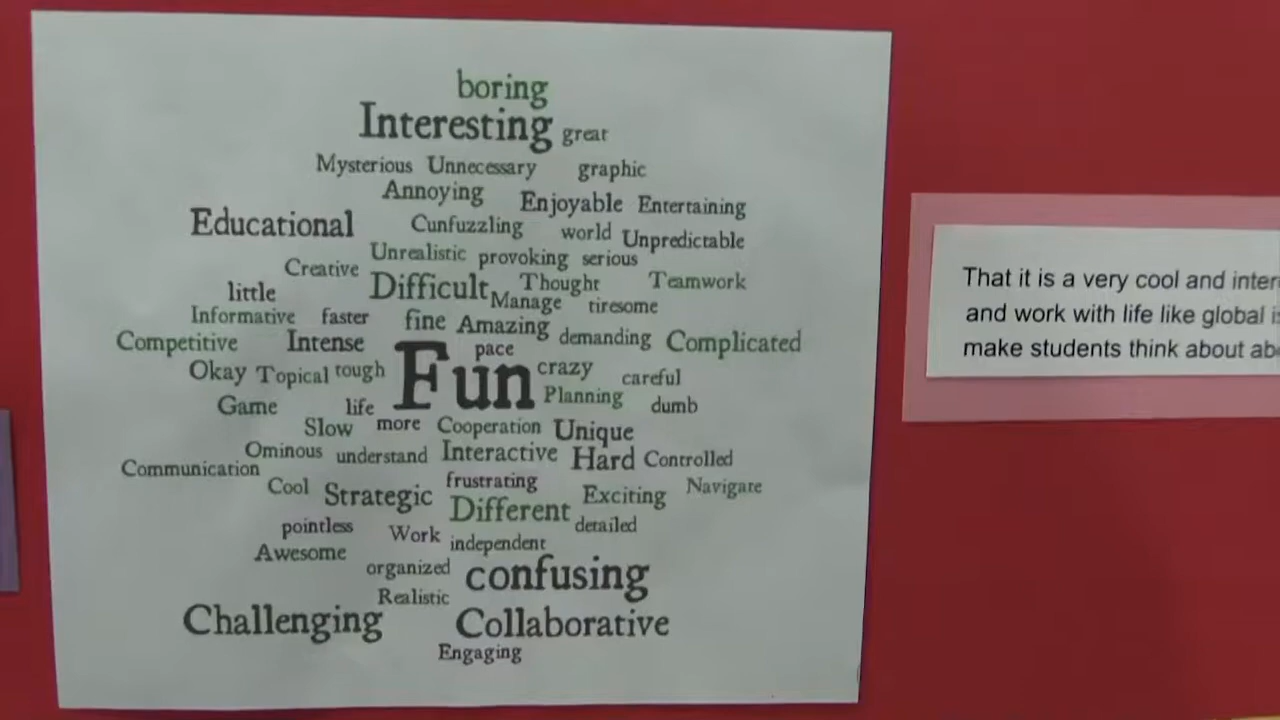 boring
Interesting great
Mysterious Unnecessary graphic
Annoying Enjoyable Entertaining
Educational Cunfuzzling world Unpredictable
Unrealistic provoking serious
Creative Difficult Thought Teamwork
little Manage tiresome
Informative faster fine Amazing demanding Complicated
Competitive Intense pace
Okay Topical tough Fun crazy careful
Game life Planning dumb
Slow more Cooperation Unique
Ominous understand Interactive Hard Controlled
Communication frustrating
Cool Strategic Exciting Navigate
Different
pointless Work independent detailed
Awesome
organized confusing
Realistic
Challenging Collaborative
Engaging
That it is a very cool and
and work with life like global
make students think about